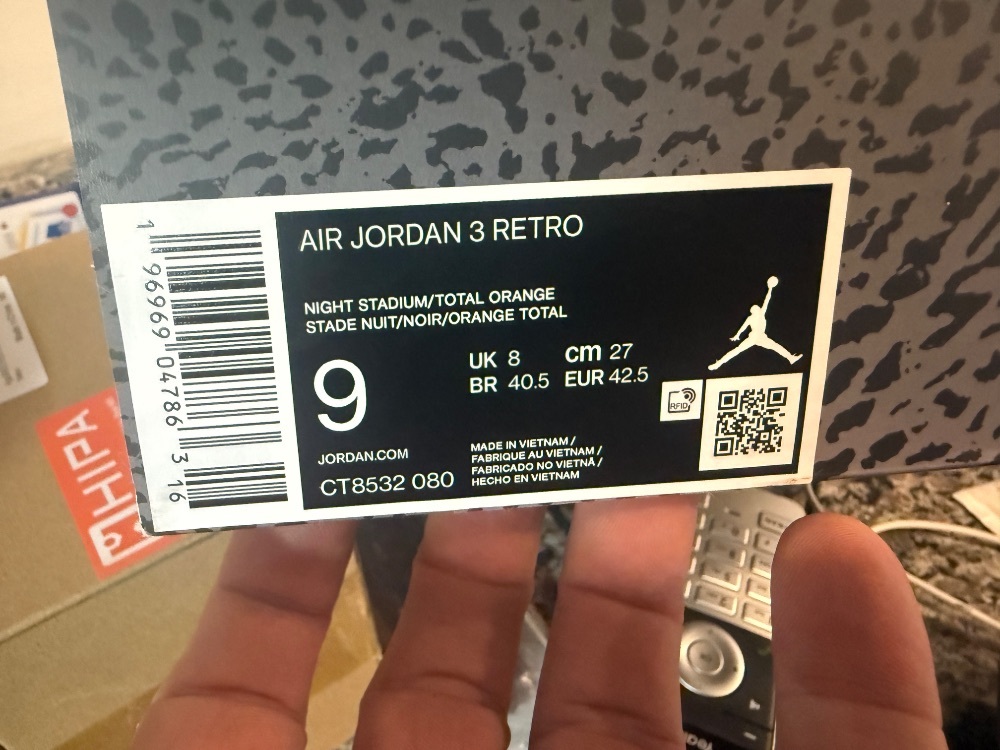 AIR JORDAN 3 RETRO
NIGHT STADIUM/TOTAL ORANGE
STADE NUIT/NOIR/ORANGE TOTAL
9
UK 8 cm 27
BR 40.5 EUR 42.5
RFID
JORDAN.COM
CT8532 080
MADE IN VIETNAM /
FABRIQUE AU VIETNAM /
FABRICADO NO VIETNÃ /
HECHO EN VIETNAM
1 96969 04786 3 16